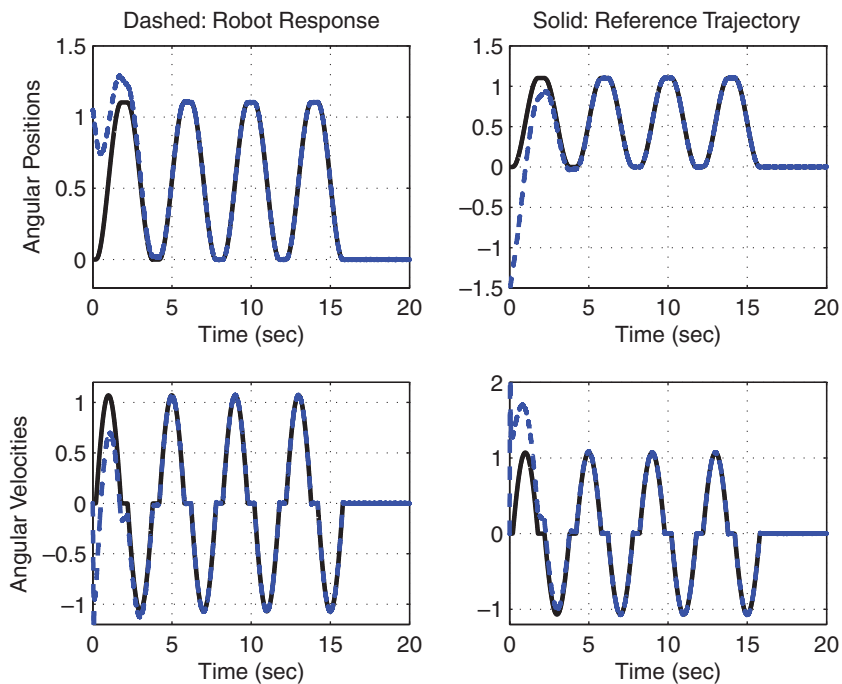 Dashed: Robot Response
Solid: Reference Trajectory
Angular Positions
1.5
1
0.5
0
0 5 10 15 20
Time (sec)
1.5
1
0.5
0
−0.5
−1
−1.5
0 5 10 15 20
Time (sec)
Angular Velocities
1
0.5
0
−0.5
−1
0 5 10 15 20
Time (sec)
2
1
0
−1
0 5 10 15 20
Time (sec)